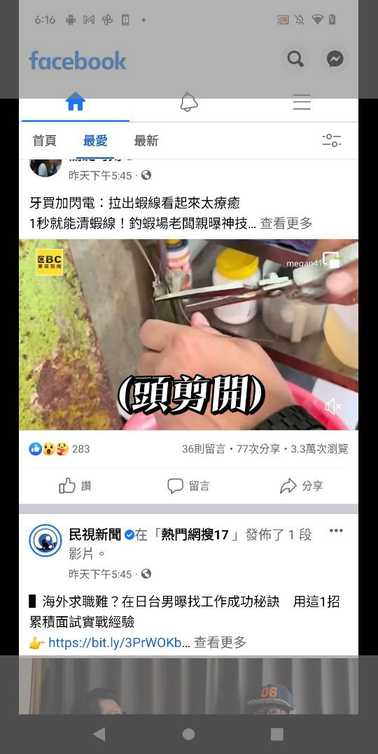 6:16
facebook
首頁 最愛 最新
昨天下午5:45 ·
牙買加閃電：拉出蝦線看起來太療癒
1秒就能清蝦線！釣蝦場老闆親曝神技... 查看更多
EBC
megan41
(頭剪開)
283 36則留言 · 77次分享 · 3.3萬次瀏覽
讚 留言 分享
民視新聞 在「熱門網搜17 」發佈了 1 段
影片。
昨天下午5:45 ·
▋海外求職難？在日台男曝找工作成功秘訣 用這1招
累積面試實戰經驗
👉 https://bit.ly/3PrWOKb... 查看更多